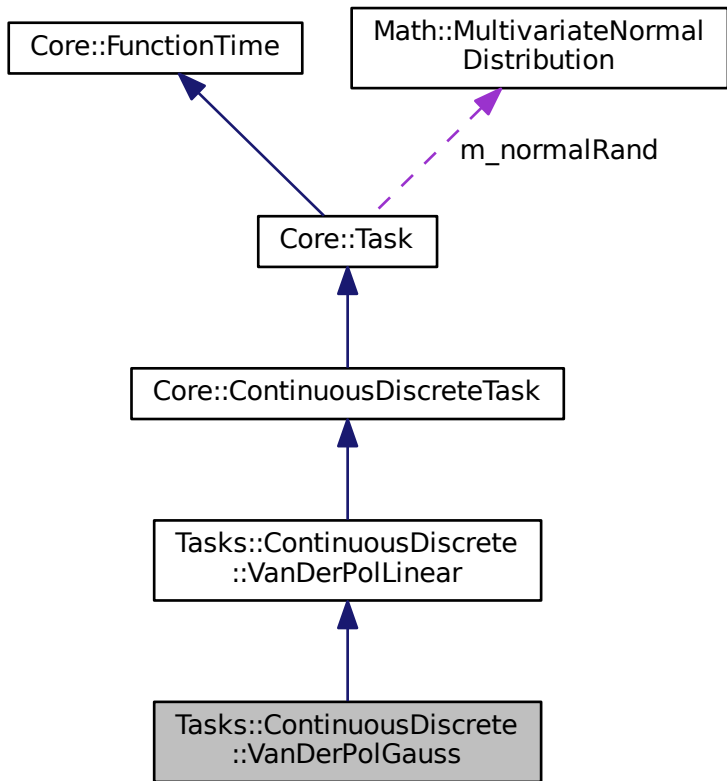 Core::FunctionTime
Math::MultivariateNormal
Distribution
m_normalRand
Core::Task
Core::ContinuousDiscreteTask
Tasks::ContinuousDiscrete
::VanDerPolLinear
Tasks::ContinuousDiscrete
::VanDerPolGauss